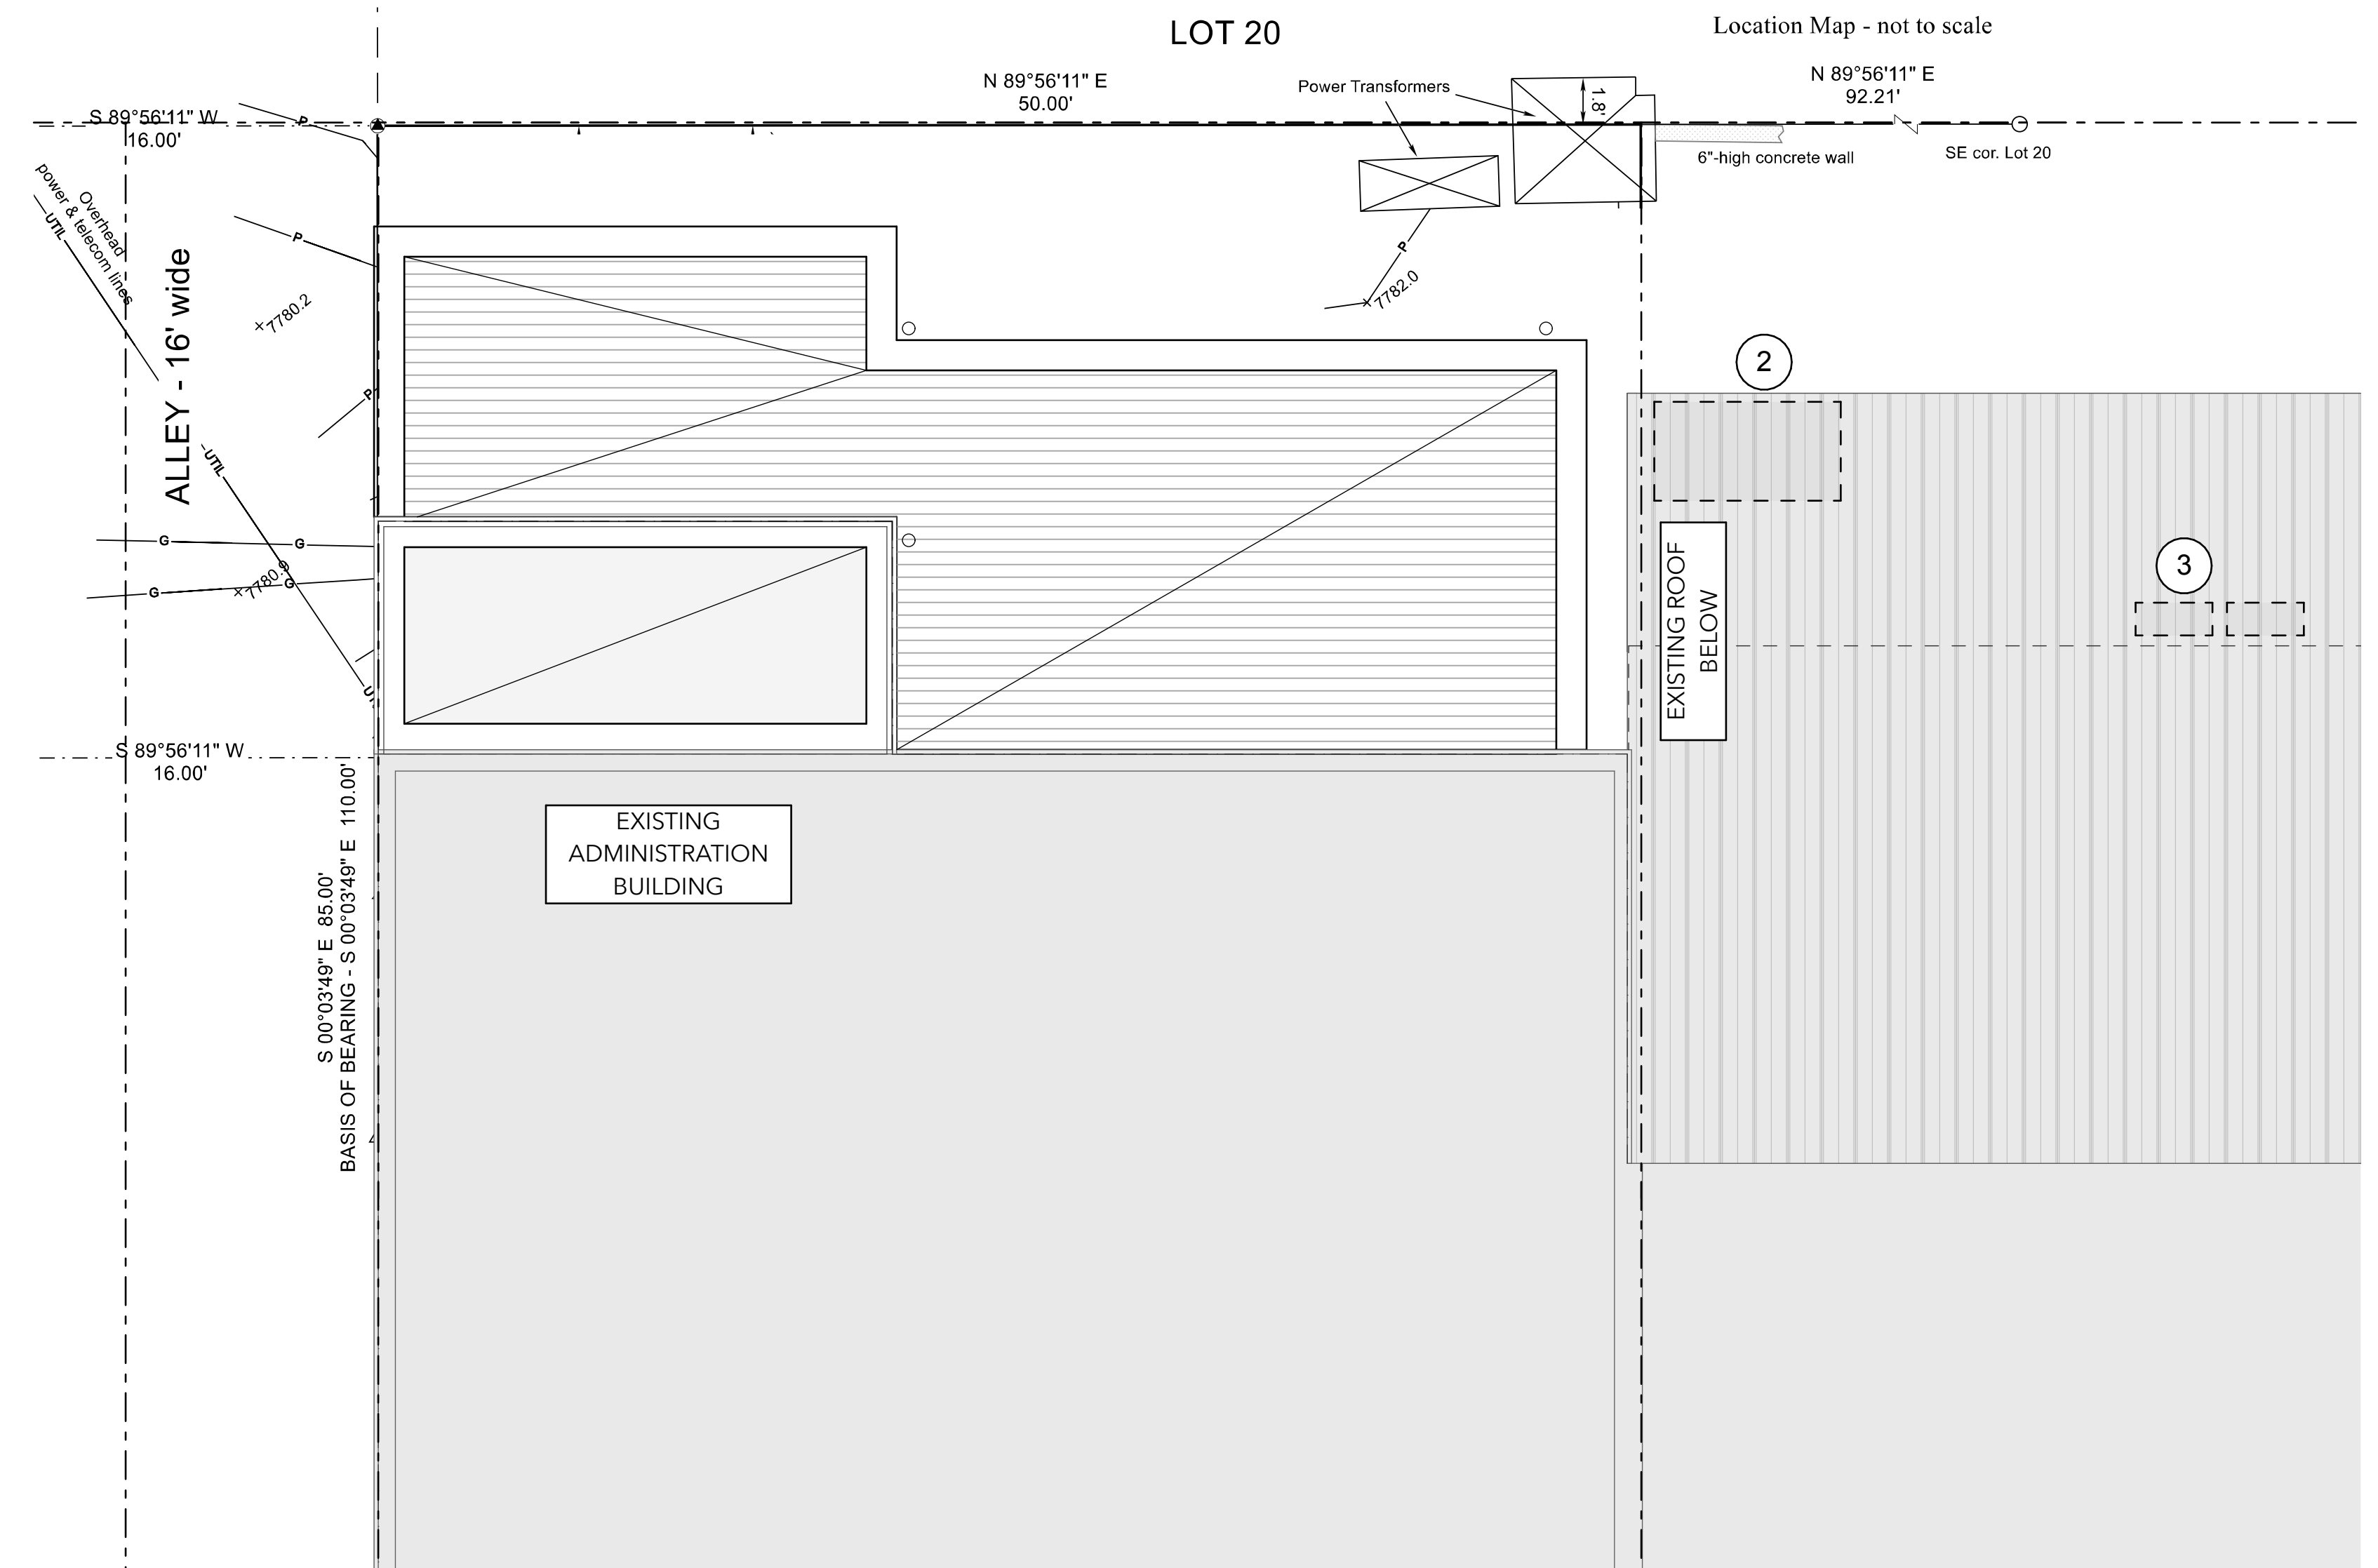 LOT 20
Location Map - not to scale
N 89°56'11" E
50.00'
Power Transformers
1.8'
N 89°56'11" E
92.21'
S 89°56'11" W
16.00'
P
6"-high concrete wall
SE cor. Lot 20
Overhead
power & telecom lines
UTIL
ALLEY - 16' wide
P
7780.2
P
7782.0
P
2
UTIL
G
G
G
G
7780.9
EXISTING ROOF
BELOW
3
S 89°56'11" W
16.00'
S 00°03'49" E 85.00'
BASIS OF BEARING - S 00°03'49" E 110.00'
EXISTING
ADMINISTRATION
BUILDING